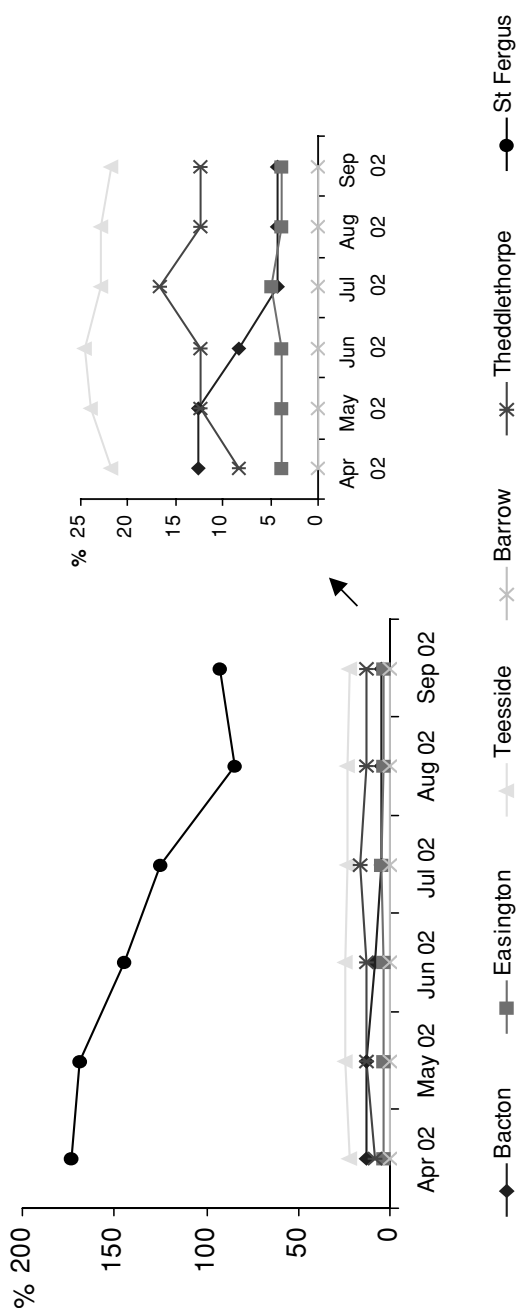 % 200
150
100
50
0
Apr 02
May 02
Jun 02
Jul 02
Aug 02
Sep 02
% 25
20
15
10
5
0
Apr
02
May
02
Jun
02
Jul
02
Aug
02
Sep
02
Bacton
Easington
Teesside
Barrow
Theddlethorpe
St Fergus